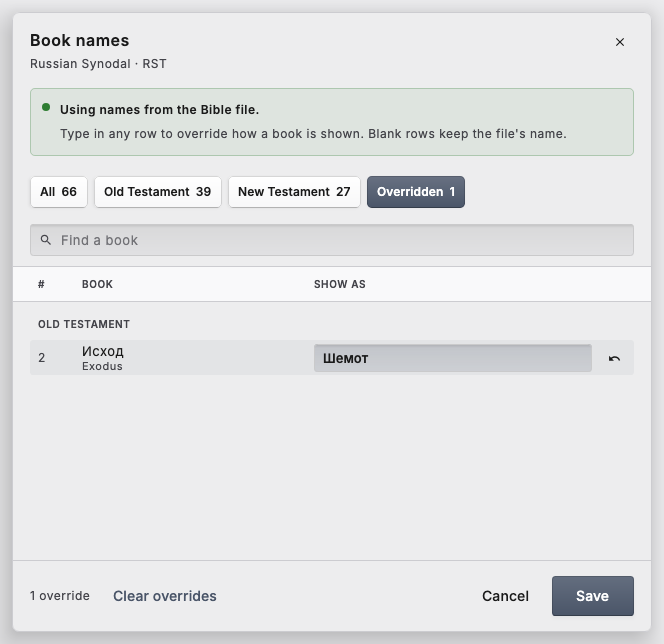 Book names
Russian Synodal · RST
Using names from the Bible file.
Type in any row to override how a book is shown. Blank rows keep the file's name.
All 66 Old Testament 39 New Testament 27 Overridden 1
Find a book
# BOOK SHOW AS
OLD TESTAMENT
2 Исход Шемот
Exodus
1 override Clear overrides Cancel Save